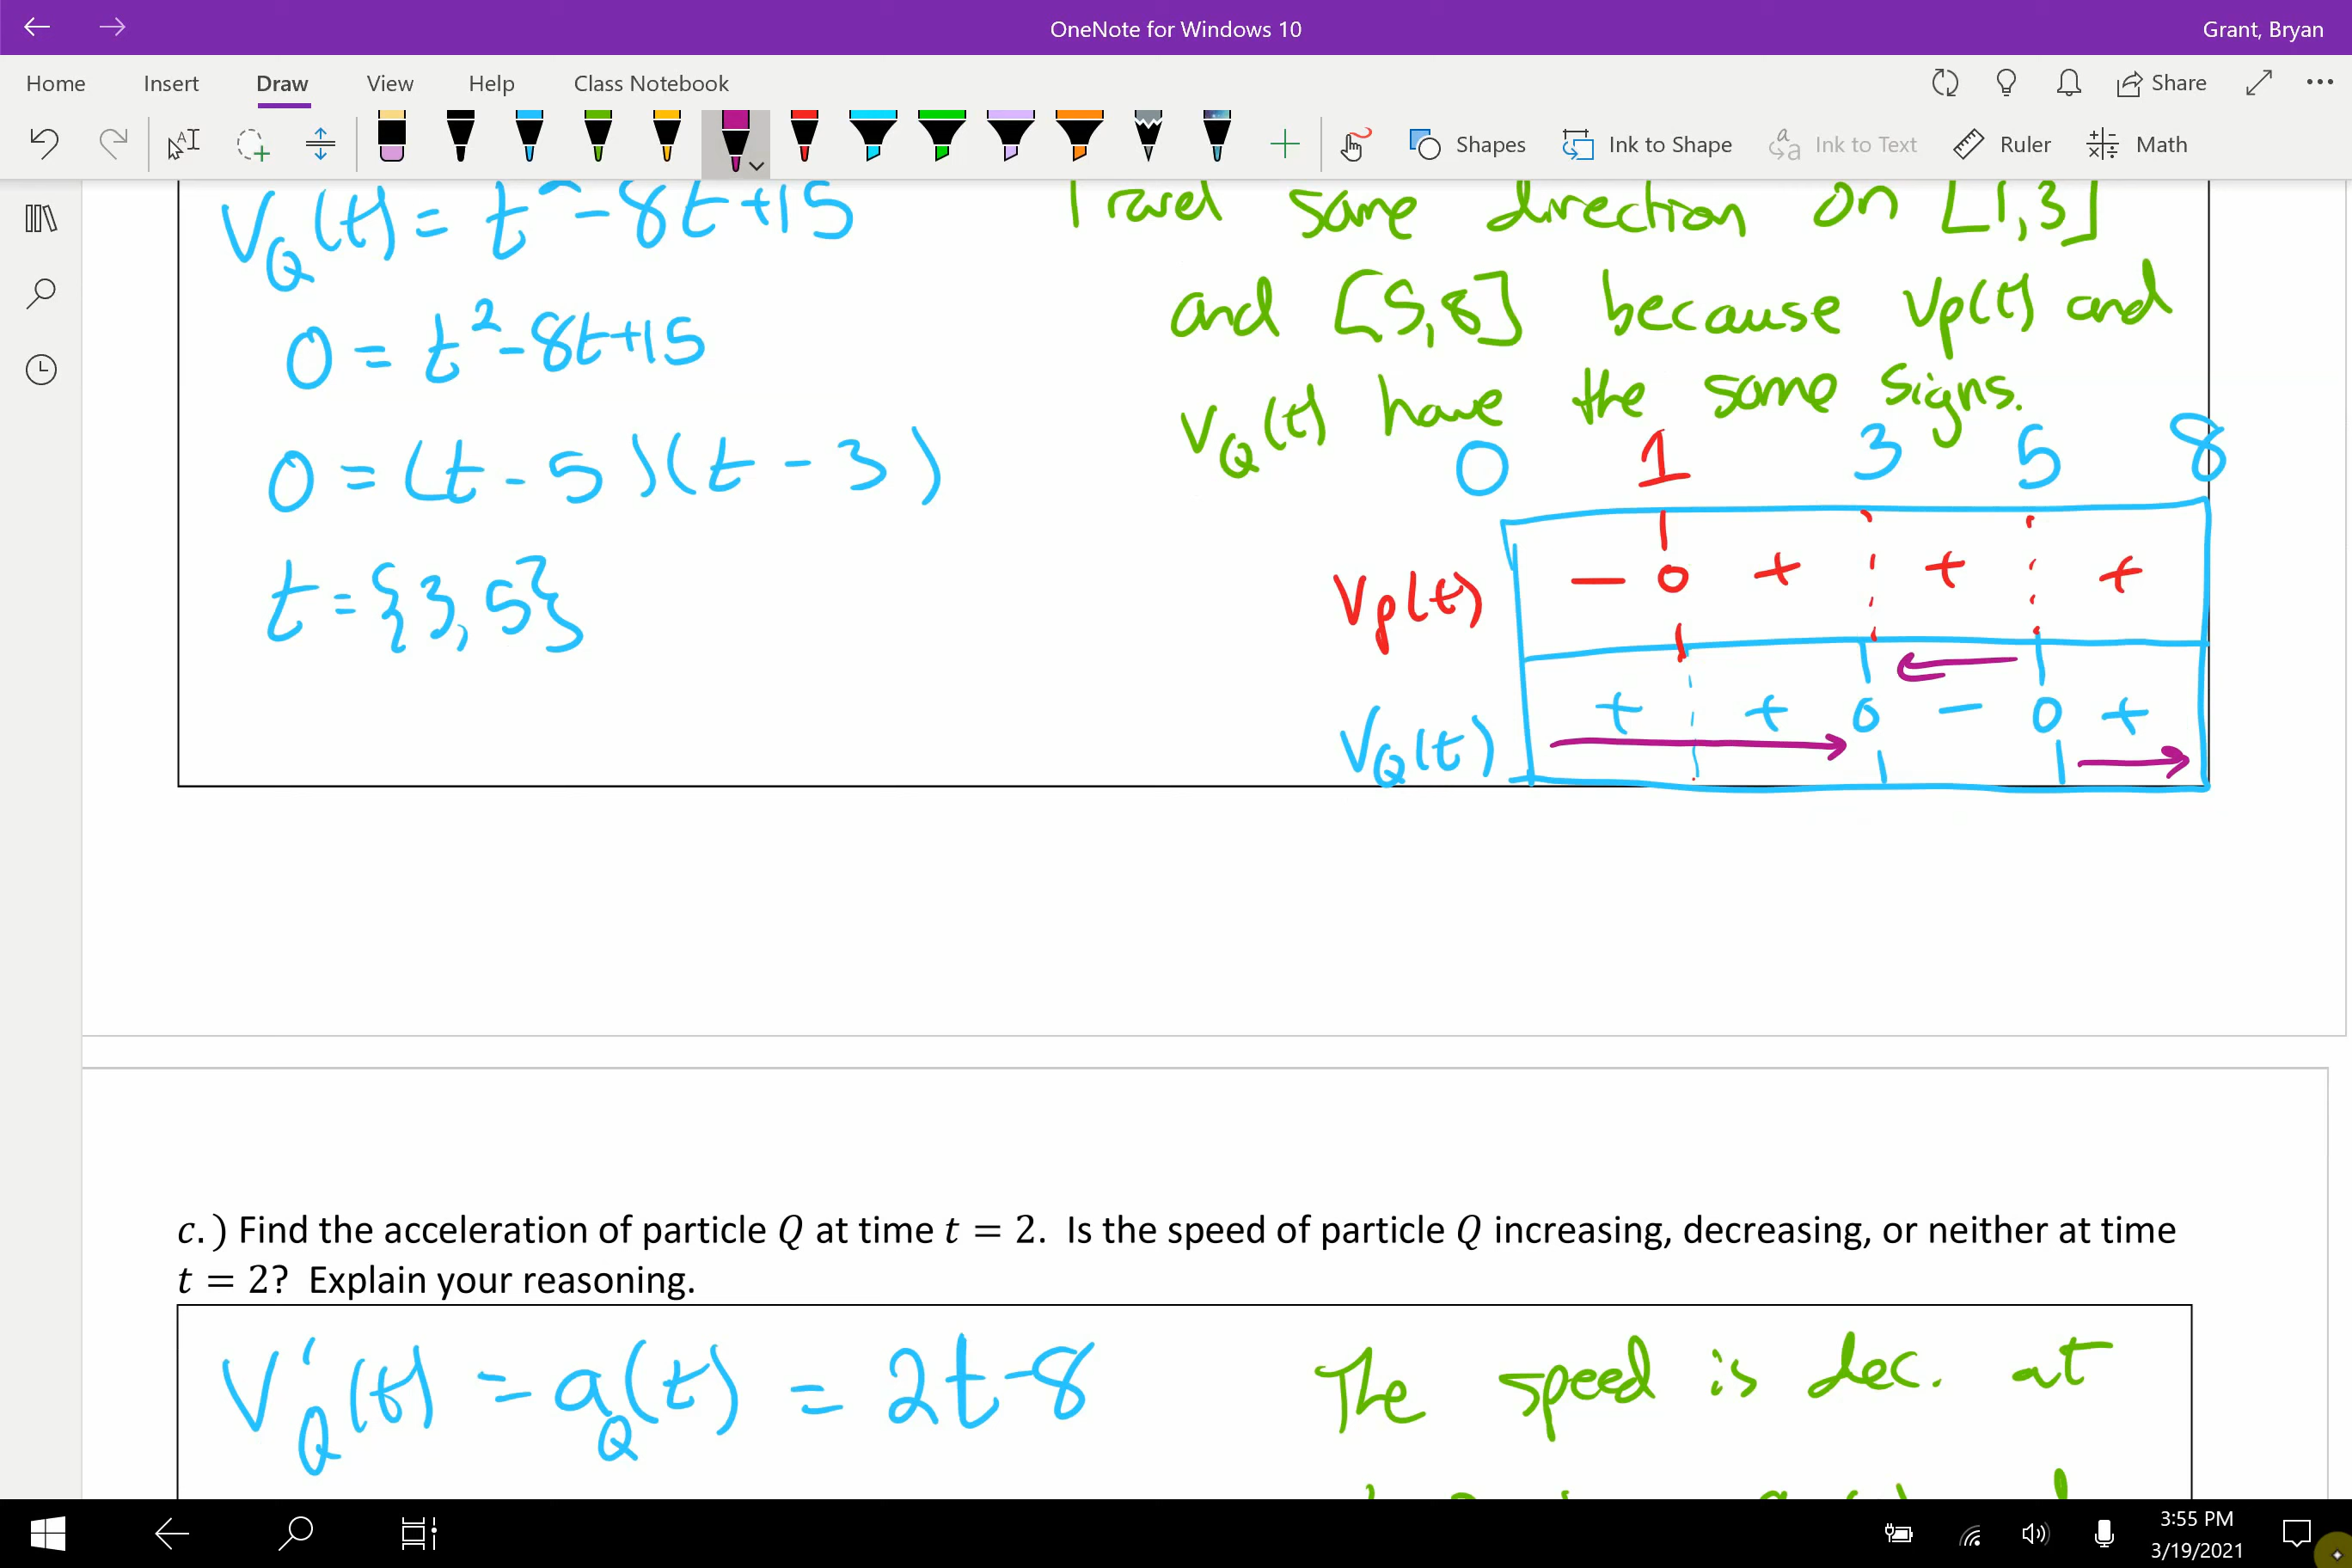 OneNote for Windows 10
Grant, Bryan
Home Insert Draw View Help Class Notebook
Share
Shapes Ink to Shape Ink to Text Ruler Math
V_Q(t) = t² - 8t + 15
0 = t² - 8t + 15
0 = (t - 5)(t - 3)
t = {3, 5}
Travel same direction on [1,3]
and [5,8] because Vp(t) and
V_Q(t) have the same signs.
0 1 3 5 8
Vp(t) − 0 + + +
V_Q(t) + + 0 − 0 +
c.) Find the acceleration of particle Q at time t = 2. Is the speed of particle Q increasing, decreasing, or neither at time
t = 2? Explain your reasoning.
V'_Q(t) = a_Q(t) = 2t - 8
The speed is dec. at
3:55 PM
3/19/2021